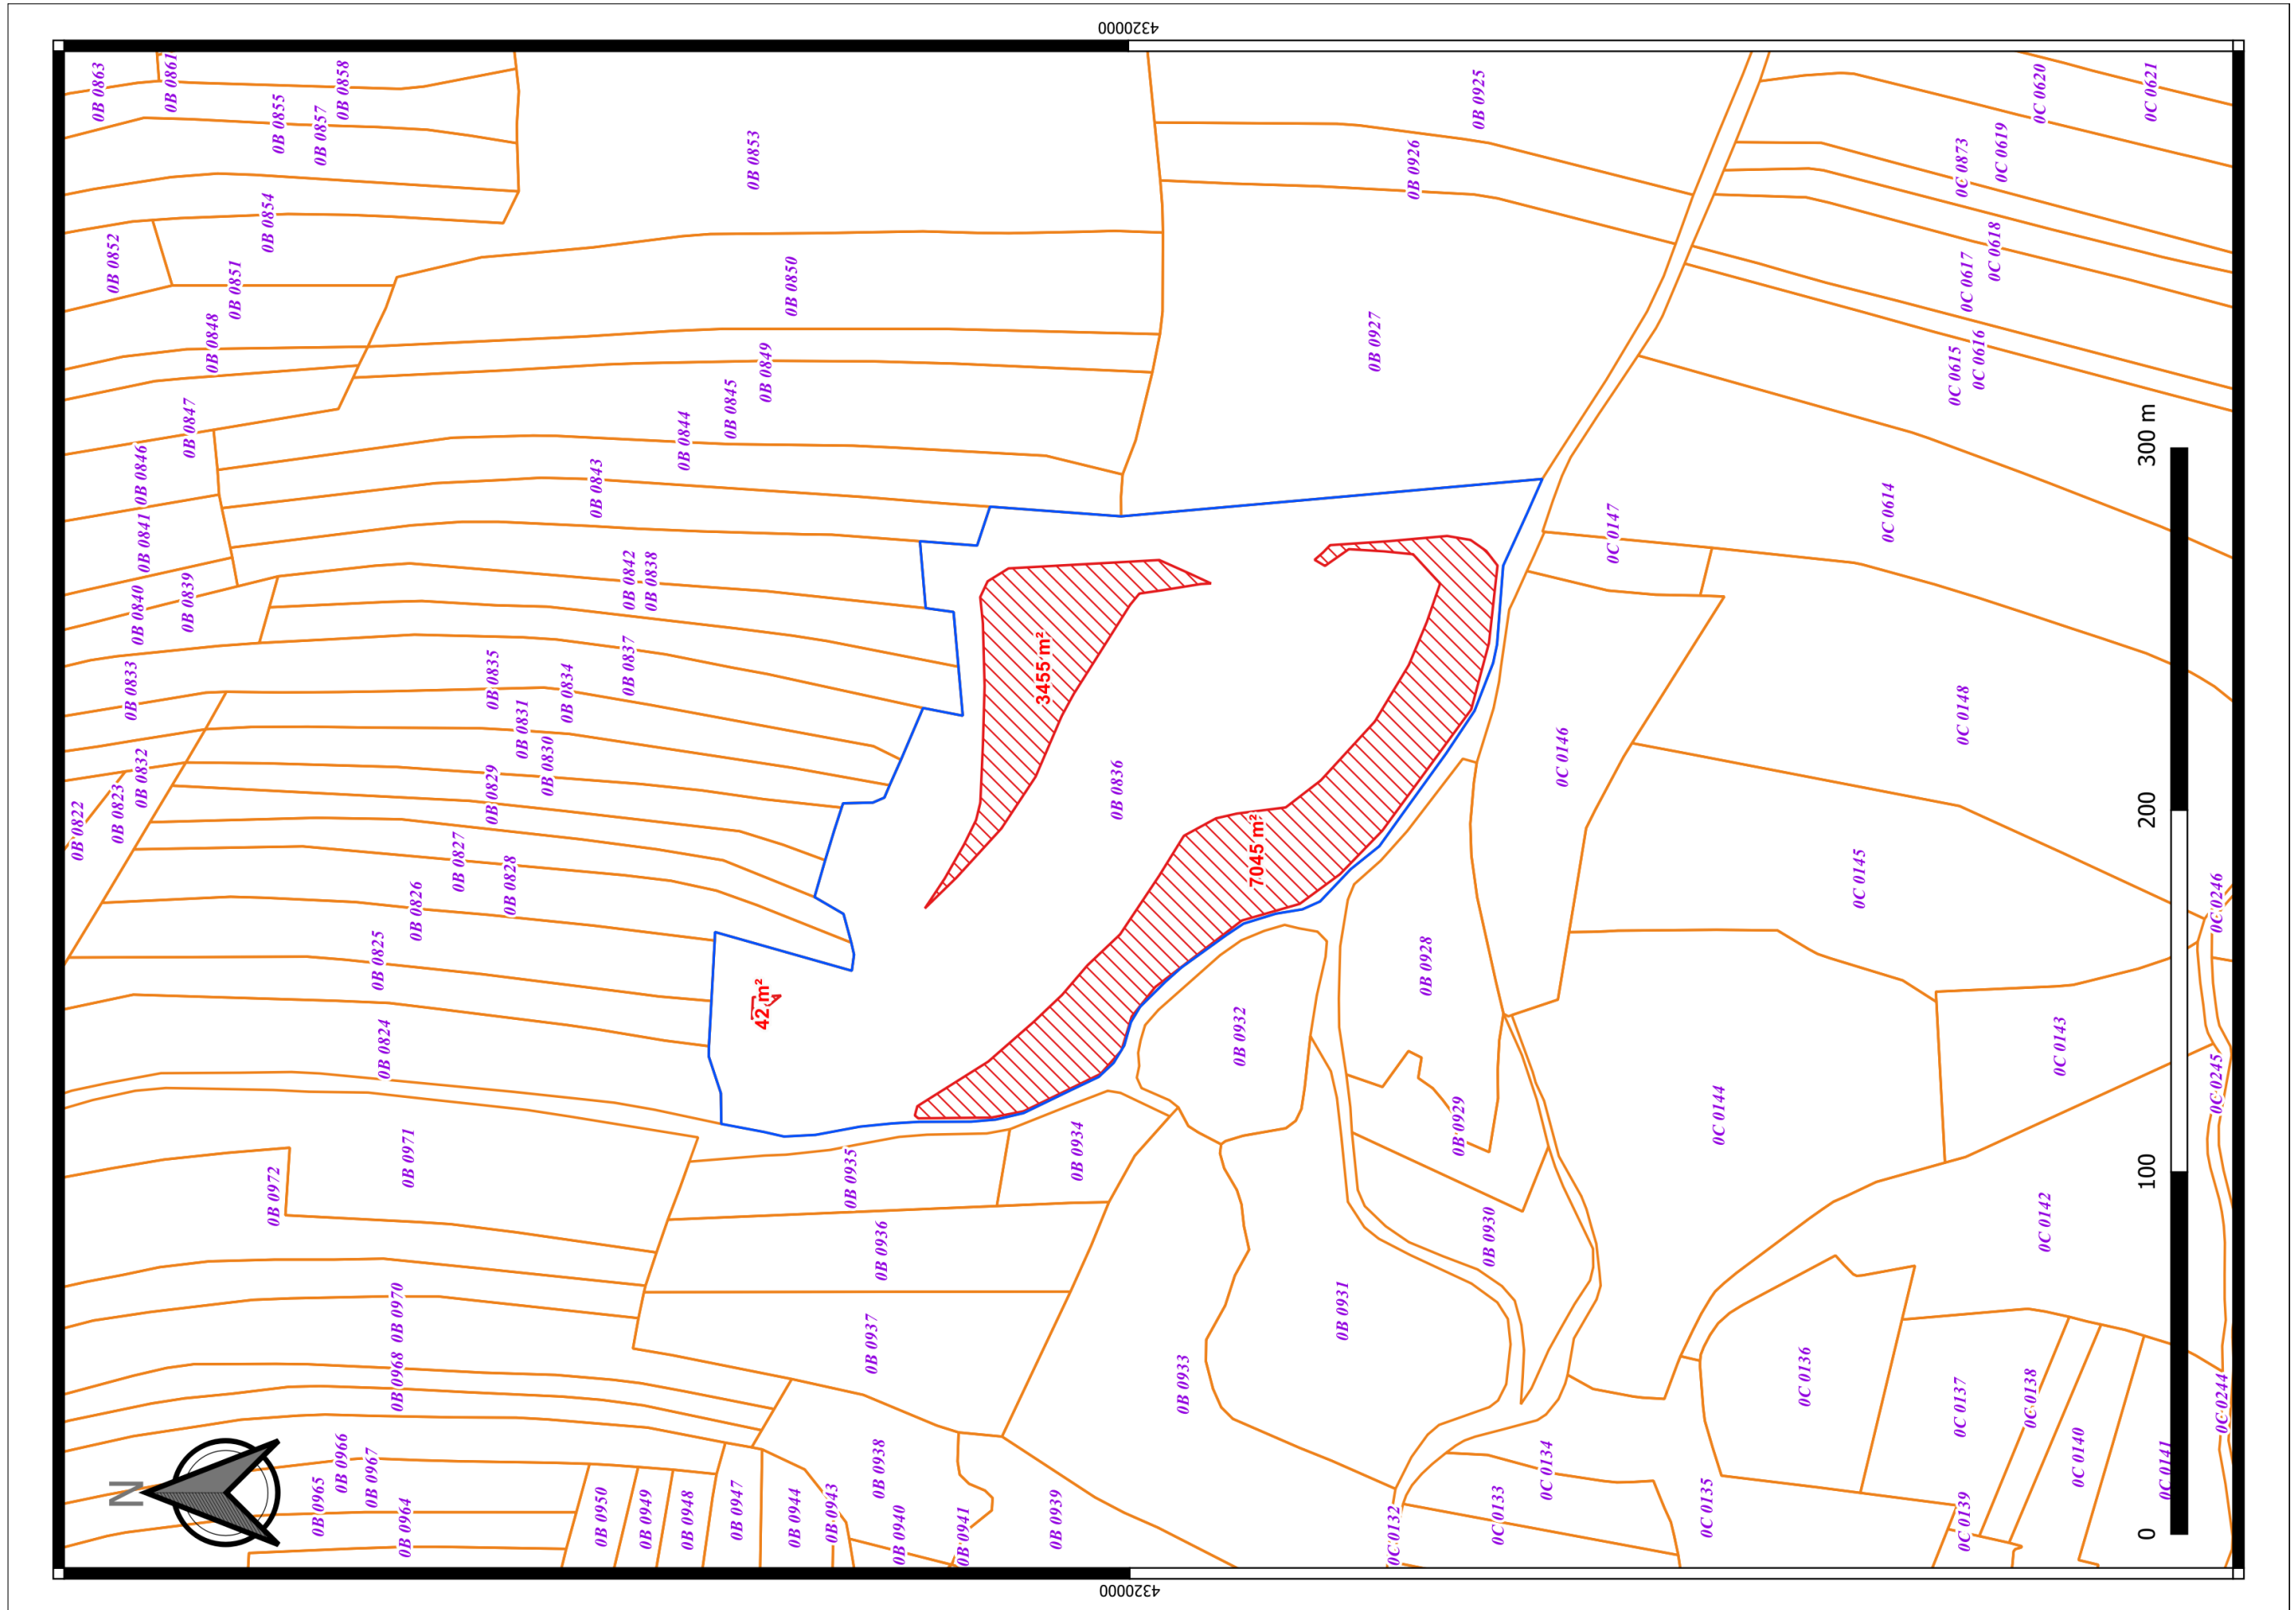 4320000
0B 0863
0B 0861
0B 0858
0B 0855
0B 0857
0B 0853
0B 0925
0B 0926
0C 0620
0C 0621
0C 0619
0C 0873
0B 0854
0B 0852
0B 0851
0B 0850
0C 0618
0C 0617
0B 0848
0B 0849
0B 0927
0C 0616
0C 0615
0B 0847
0B 0845
0B 0844
300 m
0B 0846
0B 0843
0B 0841
0C 0147
0C 0614
0B 0842
0B 0838
0B 0840
0B 0839
3455 m²
0B 0837
0B 0833
0B 0835
0B 0834
0C 0148
0B 0831
0B 0830
0C 0146
0B 0832
0B 0829
0B 0836
200
0B 0823
0B 0822
7045 m²
0B 0827
0B 0828
0C 0145
0C 0246
0B 0826
0B 0825
0B 0928
42 m²
0B 0932
0B 0824
0C 0143
0C 0245
0C 0144
0B 0929
0B 0971
0B 0934
0B 0935
100
0B 0972
0C 0142
0B 0930
0B 0936
0B 0970
0B 0931
0B 0937
0B 0968
0B 0933
0C 0136
0C 0137
0C 0138
0C 0244
N
0B 0966
0B 0967
0B 0965
0B 0964
0B 0938
0B 0950
0B 0949
0B 0948
0B 0947
0B 0944
0B 0943
0B 0940
0B 0941
0B 0939
0C 0132
0C 0133
0C 0134
0C 0135
0C 0139
0C 0140
0C 0141
0
4320000